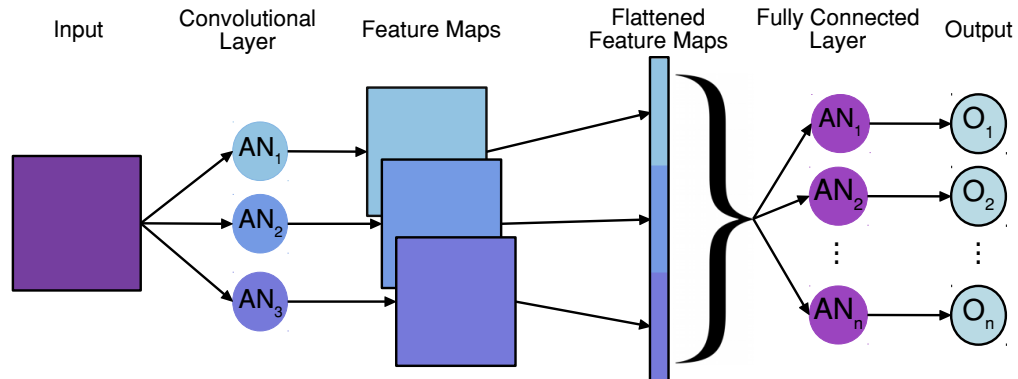 Input
Convolutional
Layer
Feature Maps
Flattened
Feature Maps
Fully Connected
Layer
Output
AN₁
AN₂
AN₃
AN₁
AN₂
⋮
ANₙ
O₁
O₂
⋮
Oₙ